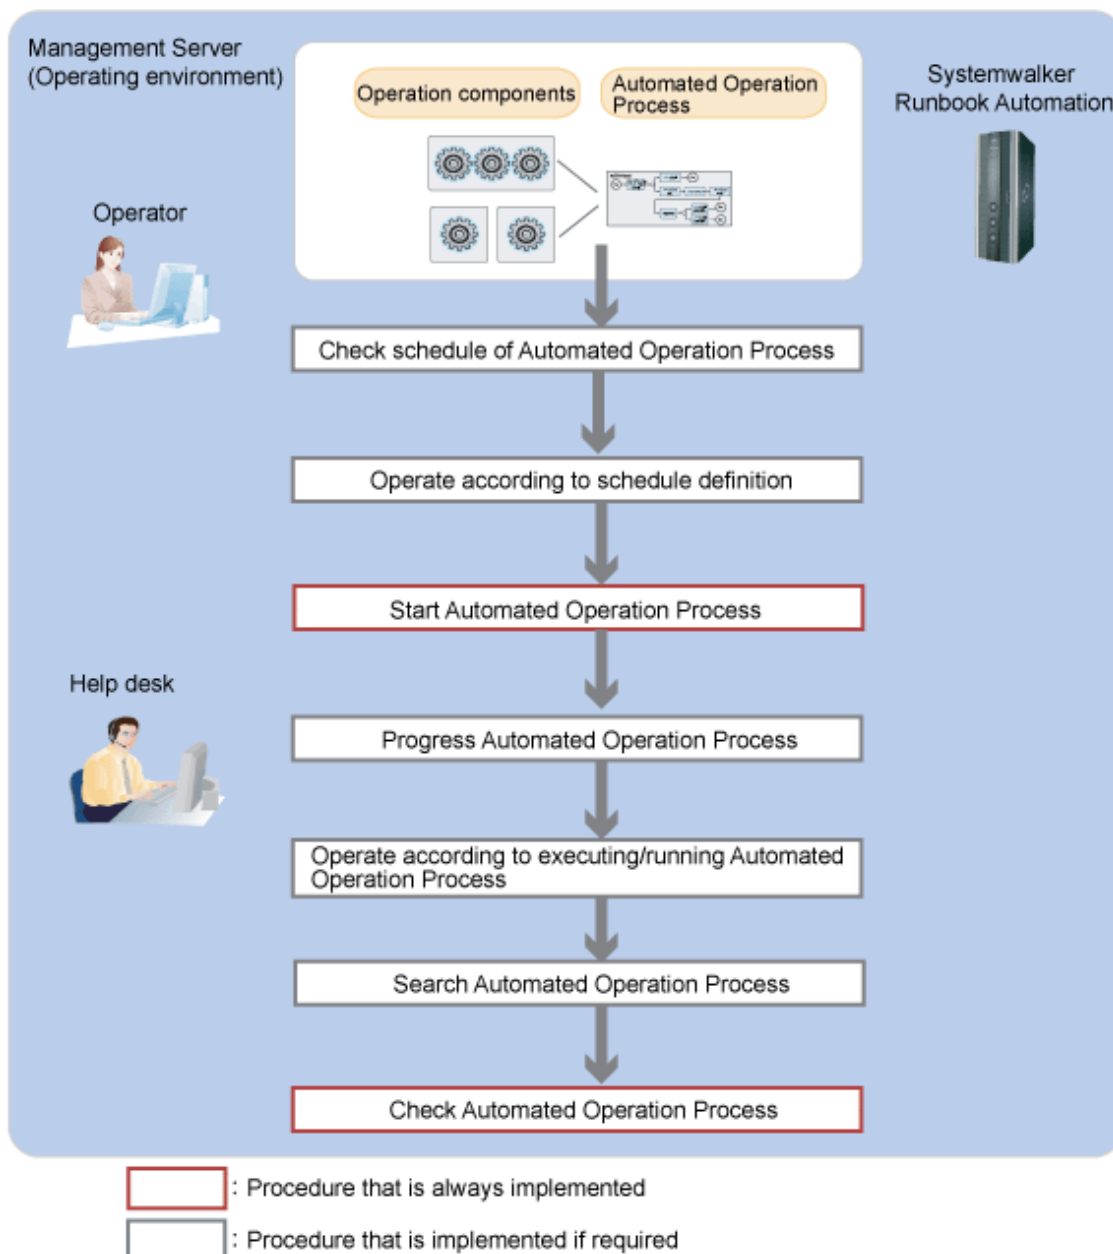 Management Server
(Operating environment)
Operation components
Automated Operation
Process
Systemwalker
Runbook Automation
Operator
Check schedule of Automated Operation Process
Operate according to schedule definition
Start Automated Operation Process
Help desk
Progress Automated Operation Process
Operate according to executing/running Automated
Operation Process
Search Automated Operation Process
Check Automated Operation Process
: Procedure that is always implemented
: Procedure that is implemented if required